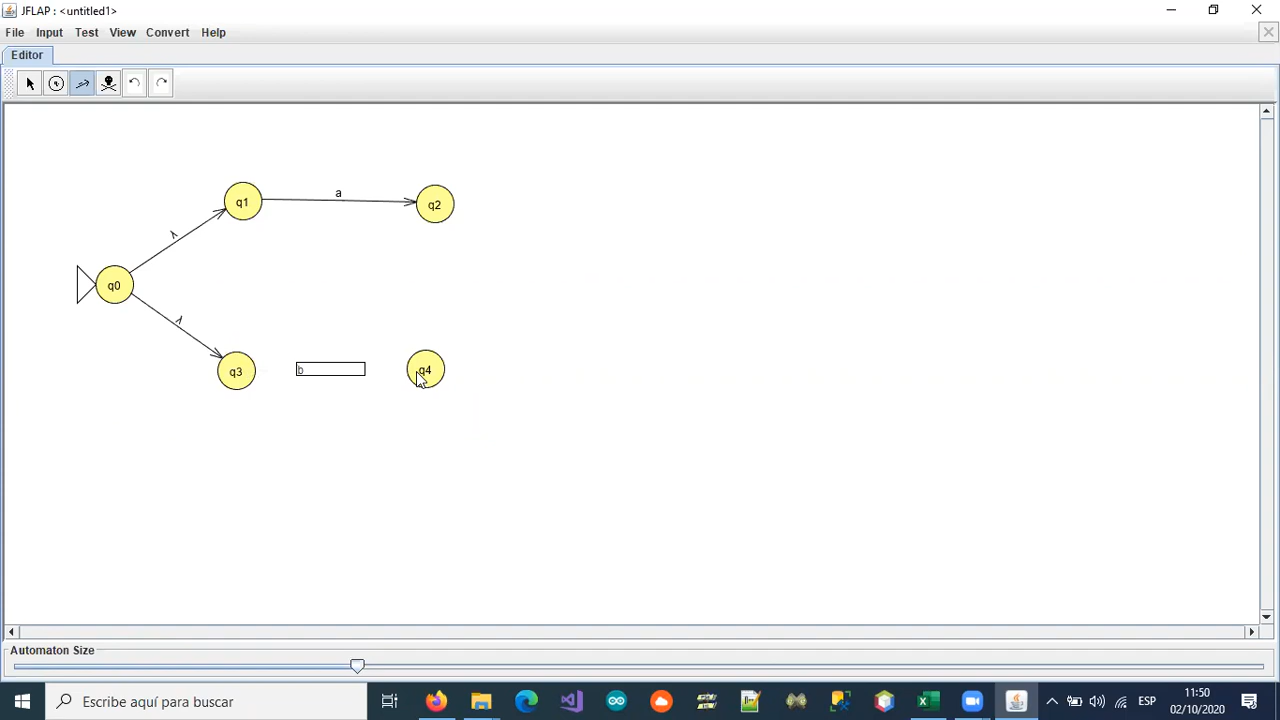 JFLAP : <untitled1>
File Input Test View Convert Help
Editor
a
q1
q2
λ
q0
λ
q3
b
q4
Automaton Size
Escribe aquí para buscar
ESP
11:50
02/10/2020